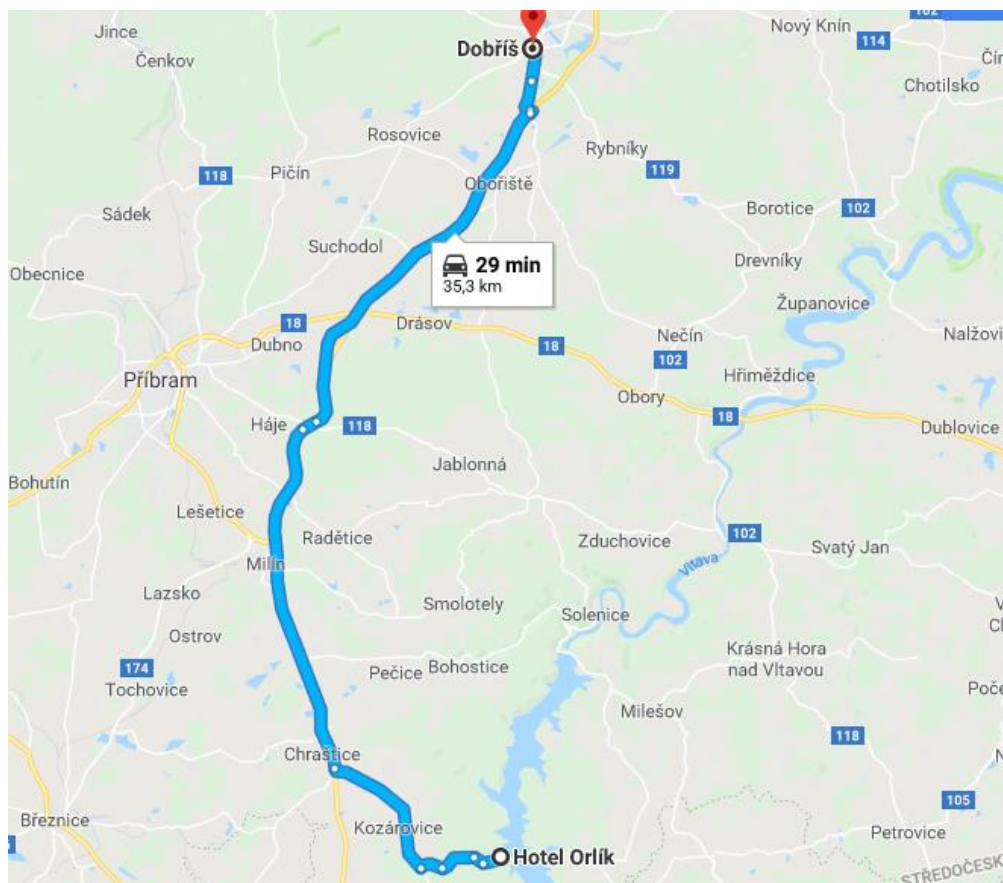 102
Jince
Nový Knín
Dobříš
114
Čenkov
Chotilsko
Rosovice
Rybníky
Pičín
118
119
Obořiště
Sádek
Borotice
102
Suchodol
Drevníky
29 min
Obecnice
35,3 km
Županovice
18
Drásov
Nečín
Nalžovi
Dubno
18
102
Příbram
Hřiměždice
Obory
18
Háje
118
Dublovice
Jablonná
Bohutín
Lešetice
Radětice
Zduchovice
102
Svatý Jan
Milín
Vltava
Lazsko
Smolotely
Solenice
Ostrov
Krásná Hora
nad Vltavou
Pečice
Bohostice
174
Tochovice
Poče
Milešov
118
Chraštice
105
Březnice
Kozárovice
Petrovice
Hotel Orlík
STŘEDOČESK